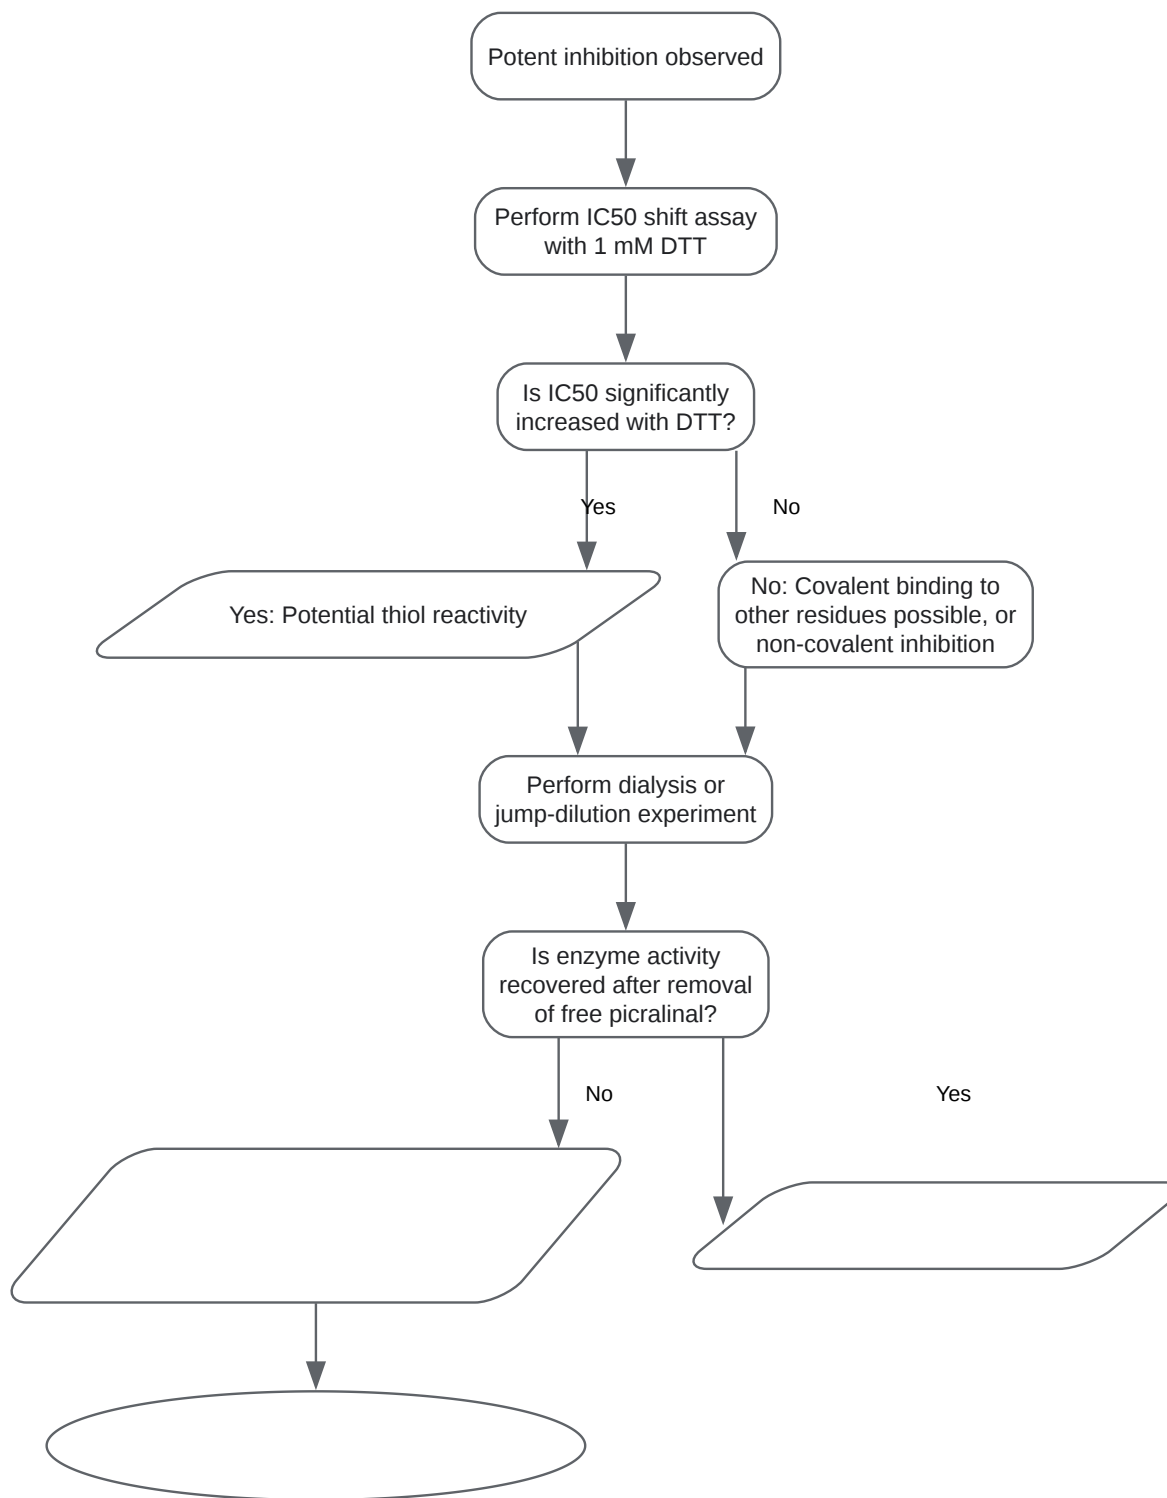 Potent inhibition observed
Perform IC50 shift assay
with 1 mM DTT
Is IC50 significantly
increased with DTT?
Yes
No
Yes: Potential thiol reactivity
No: Covalent binding to
other residues possible, or
non-covalent inhibition
Perform dialysis or
jump-dilution experiment
Is enzyme activity
recovered after removal
of free picralinal?
No
Yes